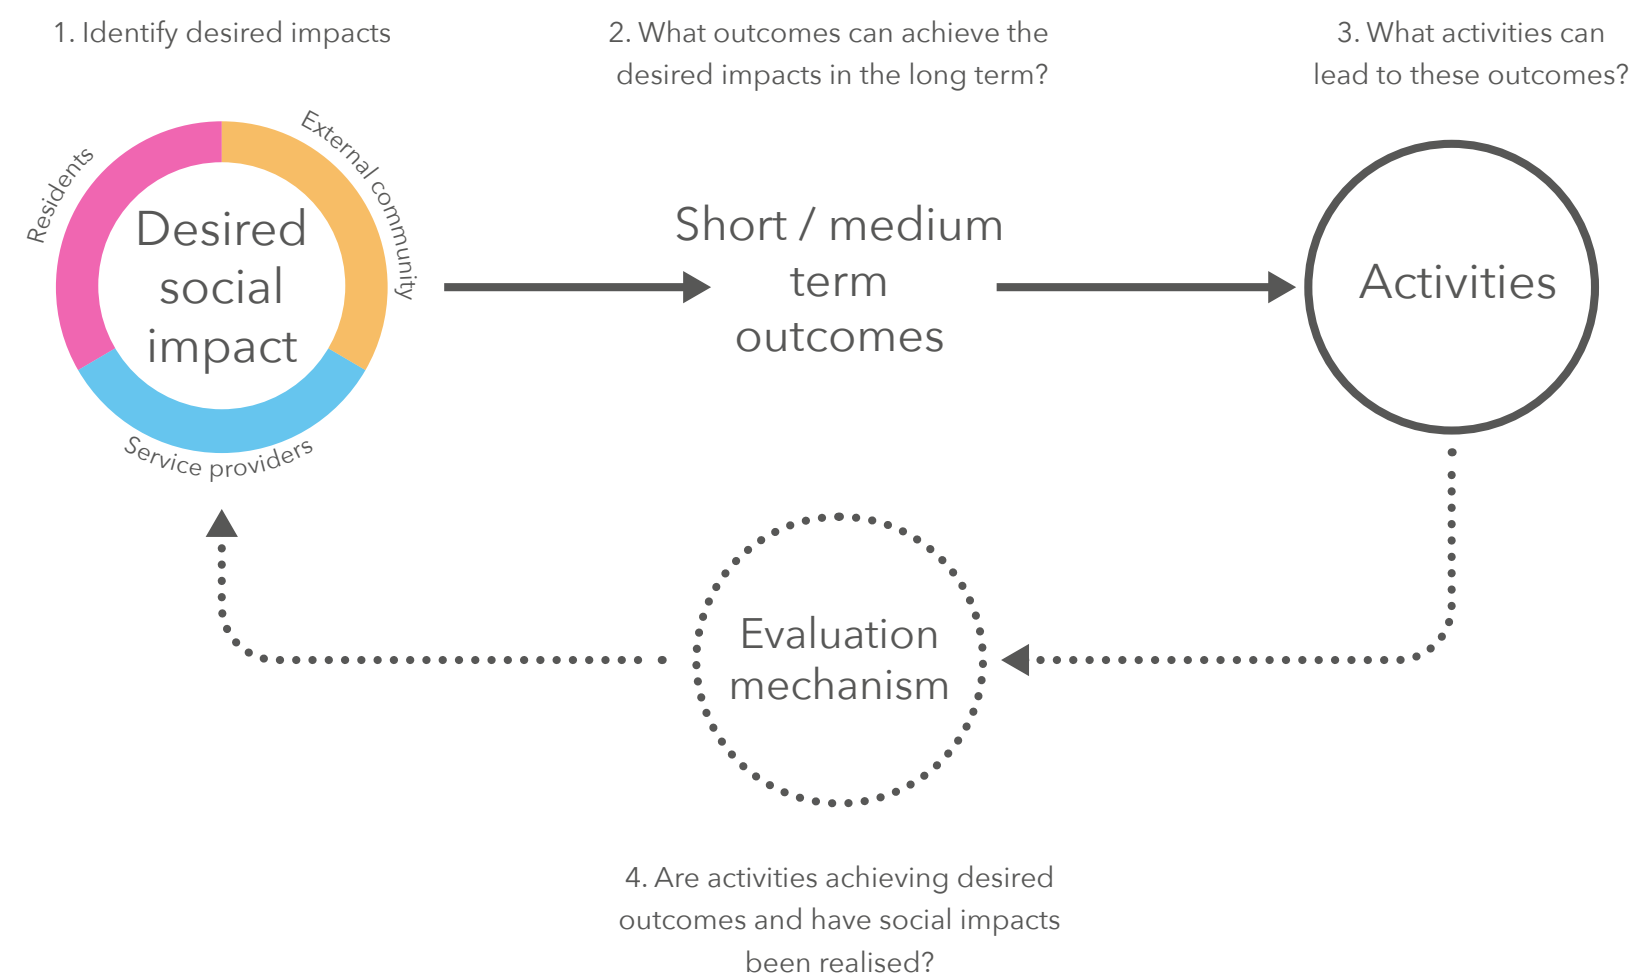 1. Identify desired impacts
2. What outcomes can achieve the
desired impacts in the long term?
3. What activities can
lead to these outcomes?
Residents
External community
Service providers
Desired
social
impact
Short / medium
term
outcomes
Activities
Evaluation
mechanism
4. Are activities achieving desired
outcomes and have social impacts
been realised?